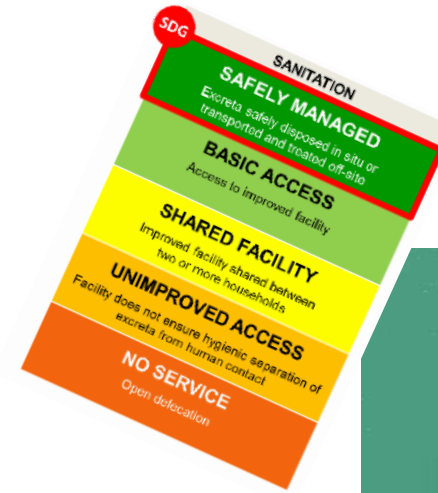 SDG
SANITATION
SAFELY MANAGED
Excreta safely disposed in situ or
transported and treated off-site
BASIC ACCESS
Access to improved facility
SHARED FACILITY
Improved facility shared between
two or more households
UNIMPROVED ACCESS
Facility does not ensure hygienic separation of
excreta from human contact
NO SERVICE
Open defecation